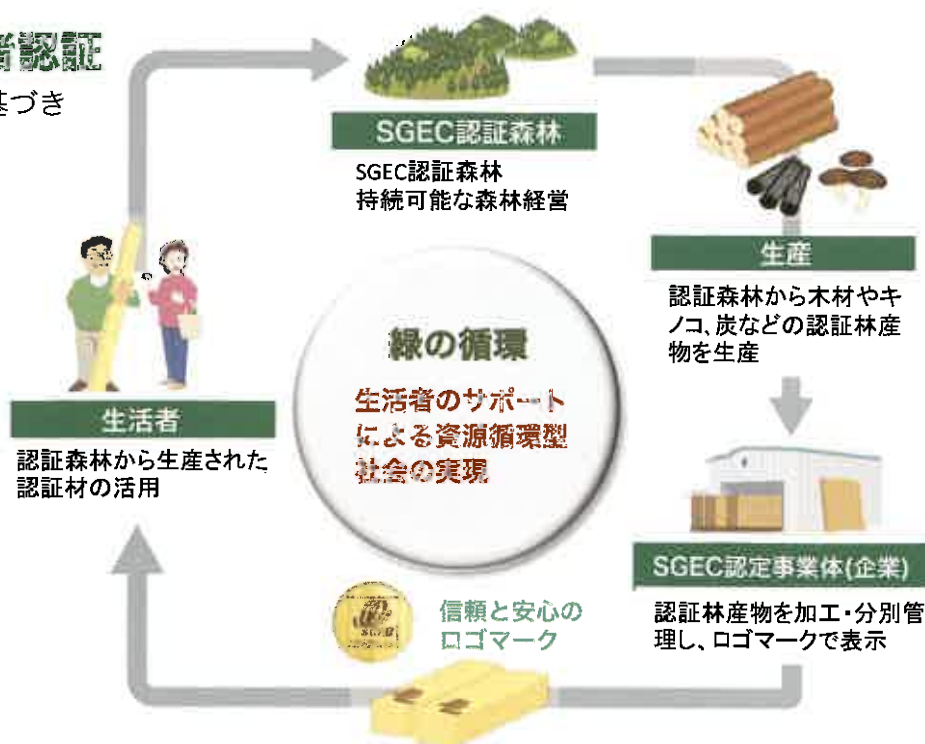 者認証
基づき
SGEC認証森林
SGEC認証森林
持続可能な森林経営
生産
認証森林から木材やキ
ノコ、炭などの認証林産
物を生産
緑の循環
生活者のサポート
による資源循環型
社会の実現
生活者
認証森林から生産された
認証材の活用
SGEC認定事業体(企業)
認証林産物を加工・分別管
理し、ロゴマークで表示
信頼と安心の
ロゴマーク